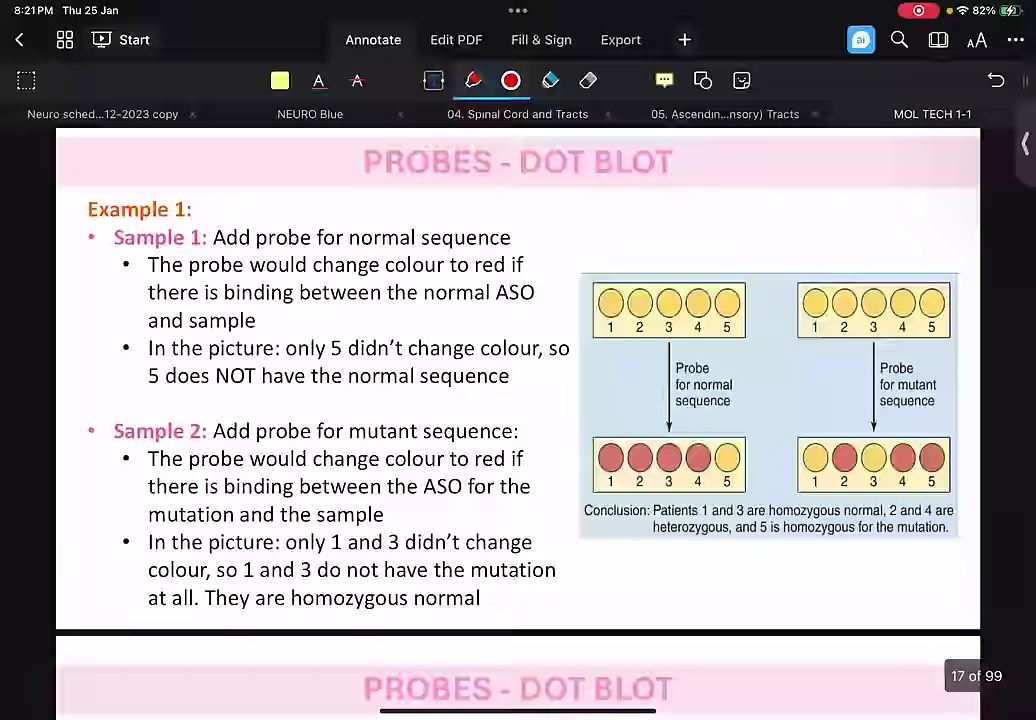 8:21PM Thu 25 Jan
82%
Start
Annotate
Edit PDF
Fill & Sign
Export
ai
AA
Neuro sched...12-2023 copy
NEURO Blue
04. Spinal Cord and Tracts
05. Ascendin...nsory) Tracts
MOL TECH 1-1
PROBES - DOT BLOT
Example 1:
• Sample 1: Add probe for normal sequence
• The probe would change colour to red if
there is binding between the normal ASO
and sample
• In the picture: only 5 didn't change colour, so
5 does NOT have the normal sequence
• Sample 2: Add probe for mutant sequence:
• The probe would change colour to red if
there is binding between the ASO for the
mutation and the sample
• In the picture: only 1 and 3 didn't change
colour, so 1 and 3 do not have the mutation
at all. They are homozygous normal
1 2 3 4 5
1 2 3 4 5
Probe
for normal
sequence
Probe
for mutant
sequence
1 2 3 4 5
1 2 3 4 5
Conclusion: Patients 1 and 3 are homozygous normal, 2 and 4 are
heterozygous, and 5 is homozygous for the mutation.
17 of 99
PROBES - DOT BLOT